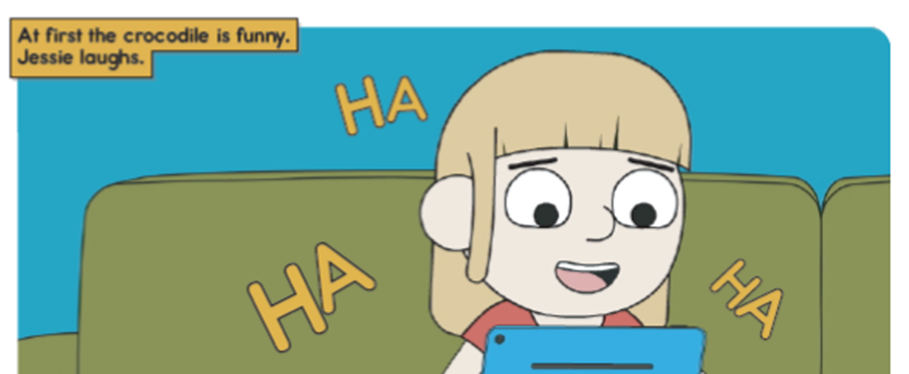 At first the crocodile is funny.
Jessie laughs.
HA
HA
HA